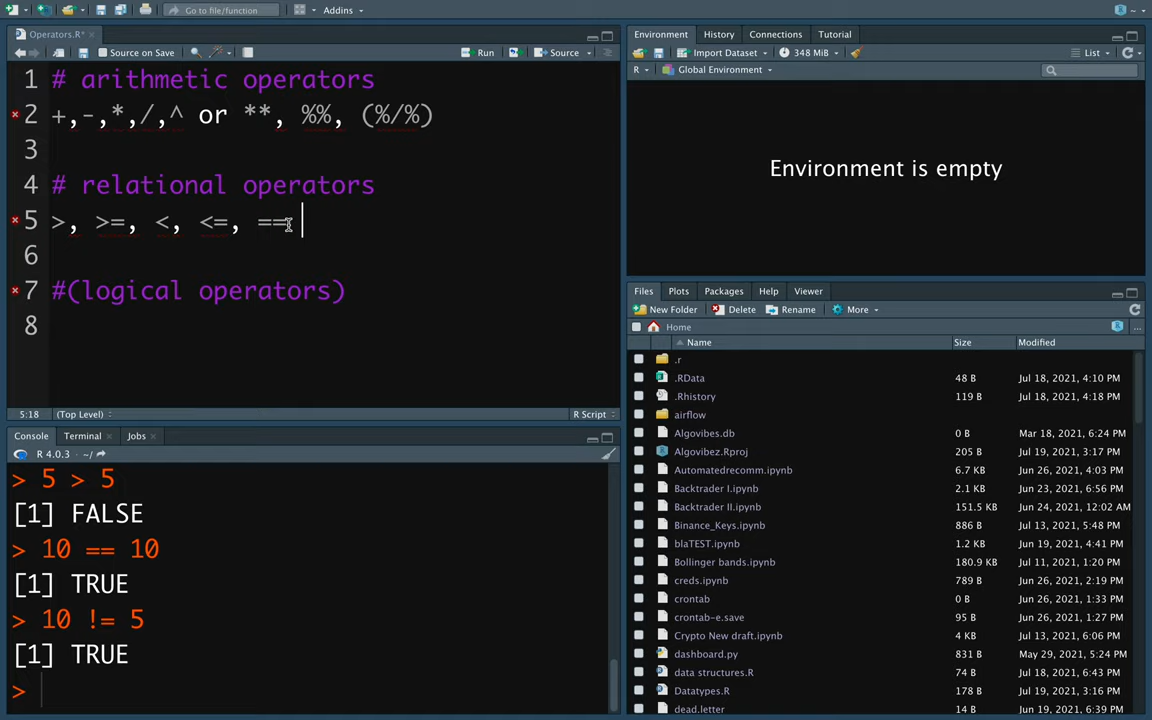 Go to file/function
Addins
~
Operators.R*
Source on Save
Run
Source
1 # arithmetic operators
2 +,-,*,/,^ or **, %%, (%/%)
3
4 # relational operators
5 >, >=, <, <=, ==
6
7 #(logical operators)
8
5:18 (Top Level) R Script
Console Terminal Jobs
R 4.0.3 · ~/
> 5 > 5
[1] FALSE
> 10 == 10
[1] TRUE
> 10 != 5
[1] TRUE
>
Environment History Connections Tutorial
Import Dataset 348 MiB List
R Global Environment
Environment is empty
Files Plots Packages Help Viewer
New Folder Delete Rename More
Home ...
Name Size Modified
.r
.RData 48 B Jul 18, 2021, 4:10 PM
.Rhistory 119 B Jul 18, 2021, 4:18 PM
airflow
Algovibes.db 0 B Mar 18, 2021, 6:24 PM
Algovibez.Rproj 205 B Jul 19, 2021, 3:17 PM
Automatedrecomm.ipynb 6.7 KB Jun 26, 2021, 4:03 PM
Backtrader I.ipynb 2.1 KB Jun 23, 2021, 6:56 PM
Backtrader II.ipynb 151.5 KB Jun 24, 2021, 12:02 AM
Binance_Keys.ipynb 886 B Jul 13, 2021, 5:48 PM
blaTEST.ipynb 1.2 KB Jun 19, 2021, 4:41 PM
Bollinger bands.ipynb 180.9 KB Jul 11, 2021, 1:20 PM
creds.ipynb 789 B Jun 26, 2021, 2:19 PM
crontab 0 B Jun 26, 2021, 1:33 PM
crontab-e.save 95 B Jun 26, 2021, 1:27 PM
Crypto New draft.ipynb 4 KB Jul 13, 2021, 6:06 PM
dashboard.py 831 B May 29, 2021, 5:24 PM
data structures.R 74 B Jul 18, 2021, 6:43 PM
Datatypes.R 178 B Jul 19, 2021, 3:16 PM
dead.letter 14 B Jun 26, 2021, 1:39 PM